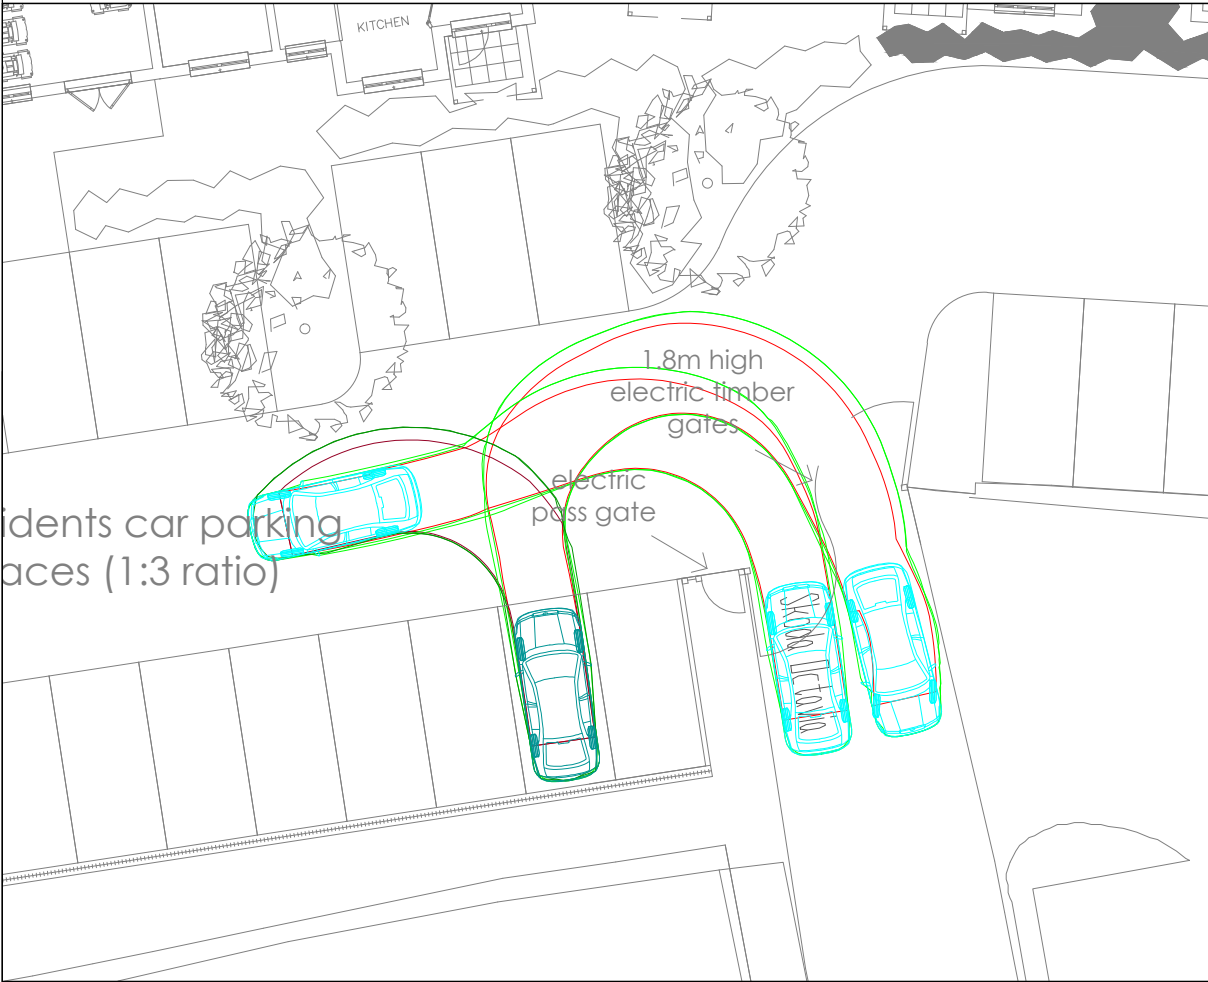 KITCHEN
1.8m high
electric timber
gates
electric
pass gate
idents car parking
aces (1:3 ratio)
Skoda Octavia